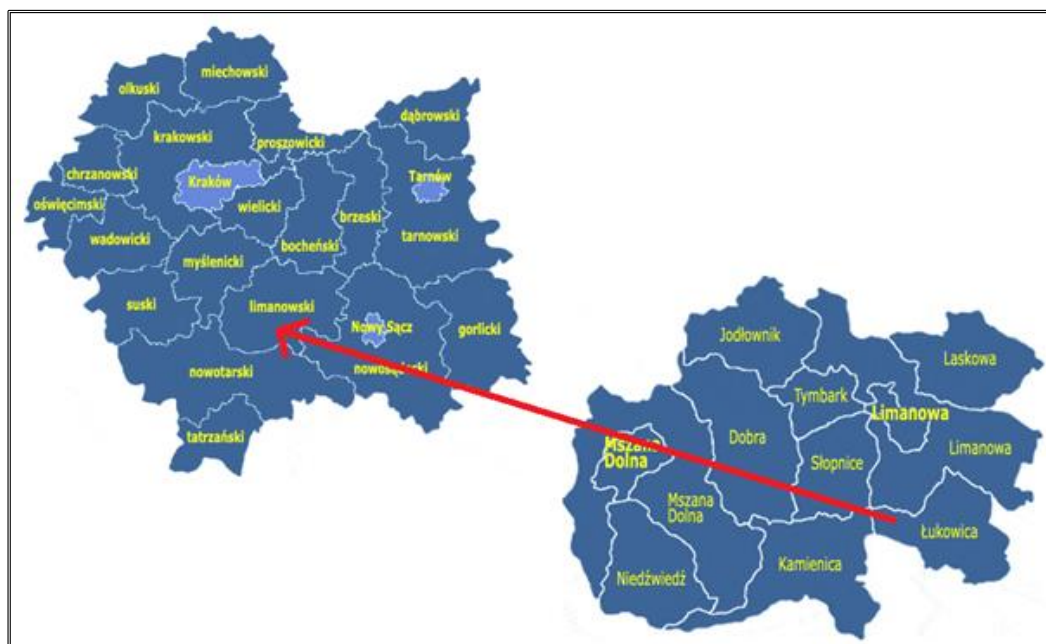 miechowski
olkuski
dąbrowski
krakowski
proszowicki
chrzanowski
Kraków
Tarnów
oświęcimski
wielicki
brzeski
wadowicki
tarnowski
bocheński
myślenicki
suski
limanowski
Nowy Sącz
gorlicki
nowotarski
nowosądecki
tatrzański
Jodłownik
Laskowa
Tymbark
Limanowa
Dobra
Mszana
Dolna
Limanowa
Słopnice
Mszana
Dolna
Łukowica
Kamienica
Niedźwiedź